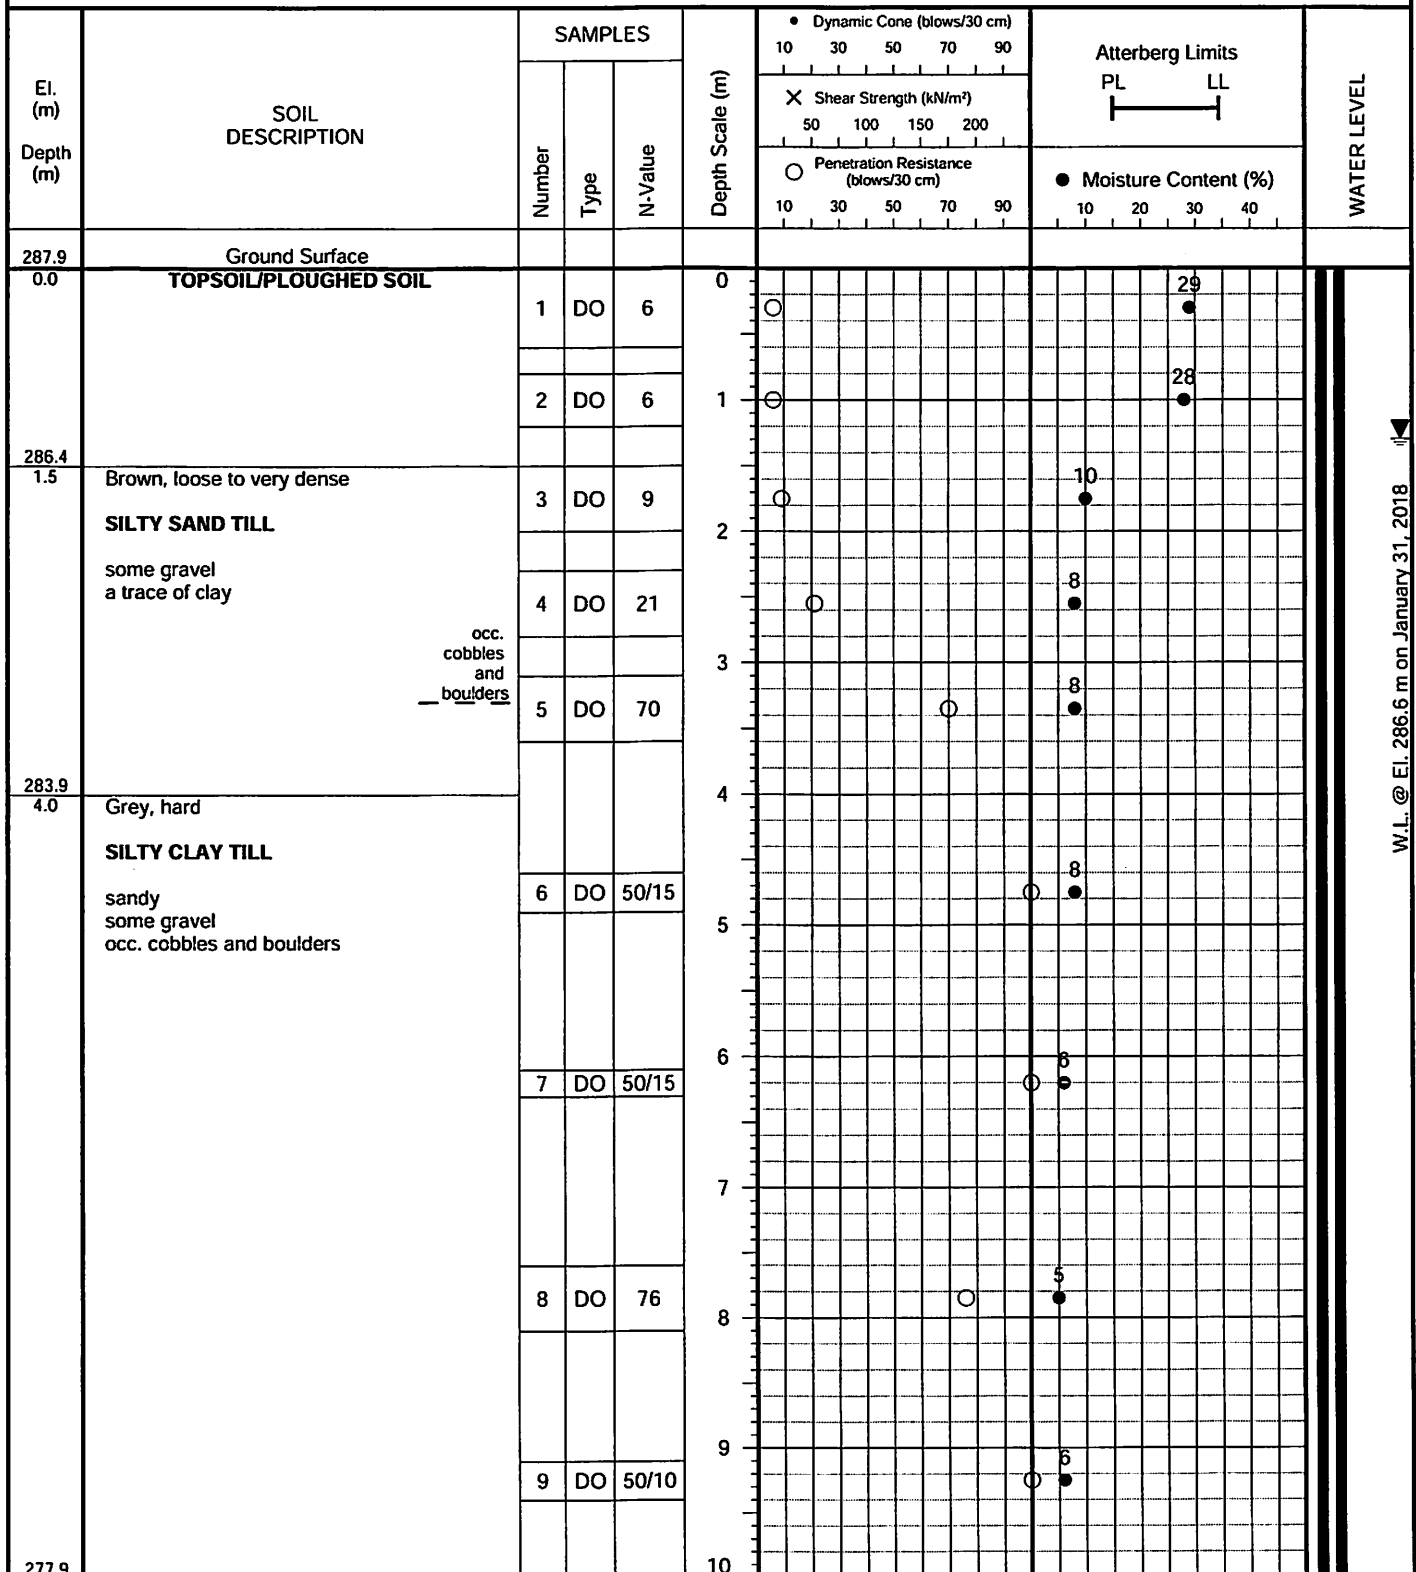 SAMPLES
El.
(m)
Depth
(m)
SOIL
DESCRIPTION
Number
Type
N-Value
Depth Scale (m)
• Dynamic Cone (blows/30 cm)
10 30 50 70 90
X Shear Strength (kN/m²)
50 100 150 200
○ Penetration Resistance
(blows/30 cm)
10 30 50 70 90
Atterberg Limits
PL LL
● Moisture Content (%)
10 20 30 40
WATER LEVEL
287.9 Ground Surface
0.0 TOPSOIL/PLOUGHED SOIL 0
29
1 DO 6
28
2 DO 6 1
286.4
1.5 Brown, loose to very dense
10
3 DO 9
SILTY SAND TILL
2
some gravel
a trace of clay
8
4 DO 21
occ.
cobbles
and
boulders
3
8
5 DO 70
283.9
4.0 Grey, hard 4
SILTY CLAY TILL
8
6 DO 50/15
sandy
some gravel
occ. cobbles and boulders
5
6
6
7 DO 50/15
7
5
8 DO 76
8
9
6
9 DO 50/10
277.9 10
W.L. @ El. 286.6 m on January 31, 2018